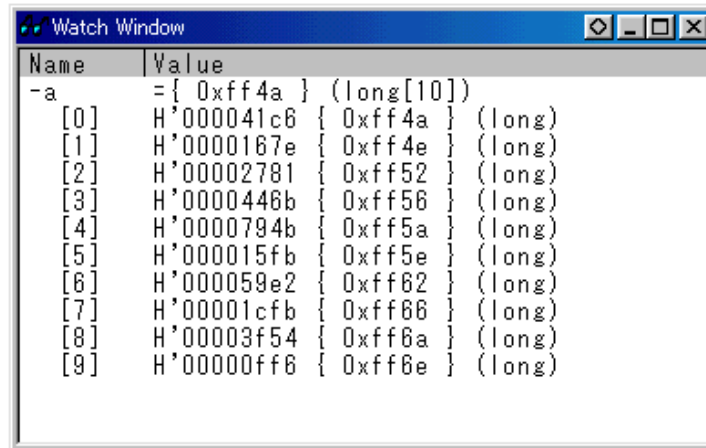 Watch Window
Name Value
-a ={ 0xff4a } (long[10])
[0] H'000041c6 { 0xff4a } (long)
[1] H'0000167e { 0xff4e } (long)
[2] H'00002781 { 0xff52 } (long)
[3] H'0000446b { 0xff56 } (long)
[4] H'0000794b { 0xff5a } (long)
[5] H'000015fb { 0xff5e } (long)
[6] H'000059e2 { 0xff62 } (long)
[7] H'00001cfb { 0xff66 } (long)
[8] H'00003f54 { 0xff6a } (long)
[9] H'00000ff6 { 0xff6e } (long)